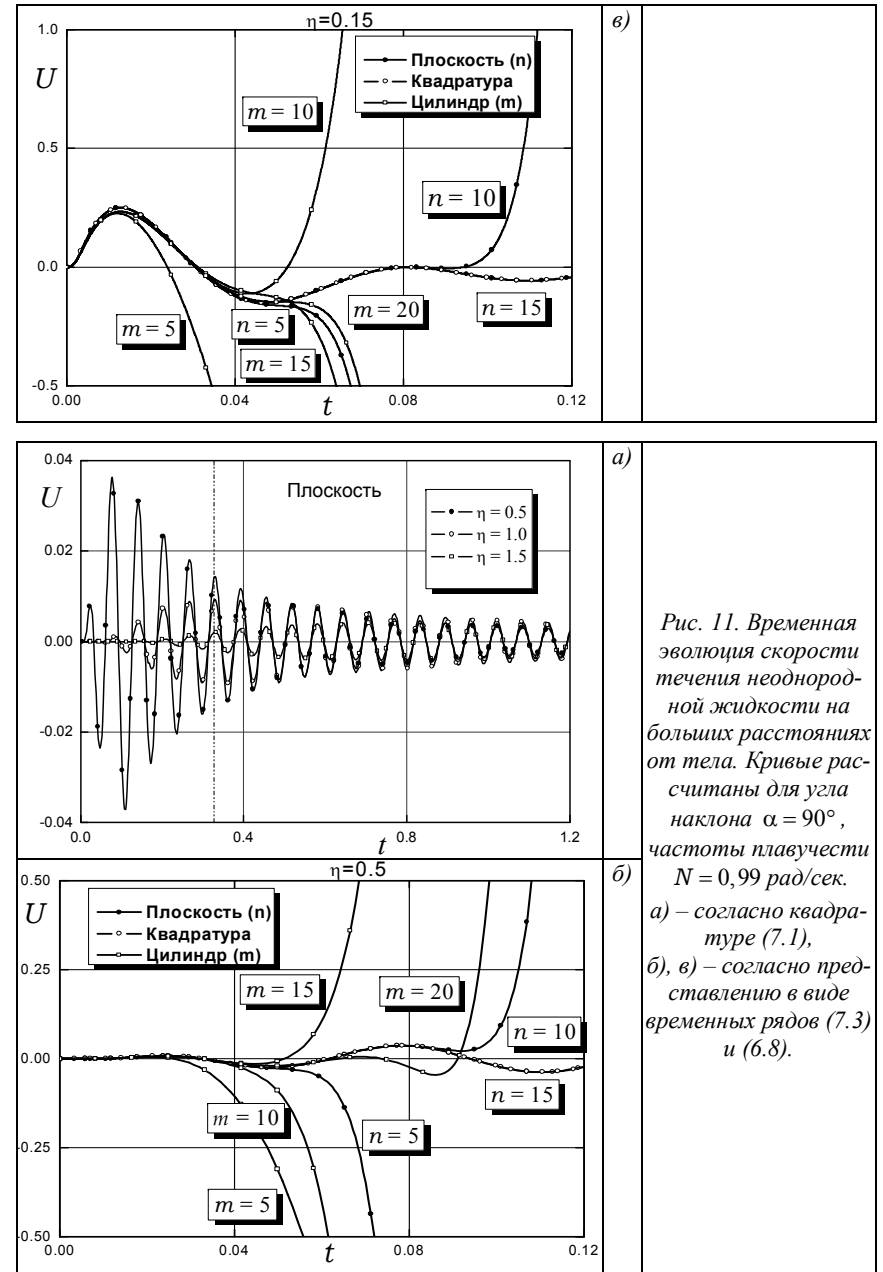 η=0.15
в)
1.0
U
Плоскость (n)
Квадратура
Цилиндр (m)
m = 10
0.5
n = 10
0.0
m = 5
n = 5
m = 20
n = 15
m = 15
-0.5
0.00
0.04
t
0.08
0.12
а)
0.04
U
Плоскость
η = 0.5
η = 1.0
η = 1.5
0.02
0.00
-0.02
-0.04
0.0
0.4
t
0.8
1.2
η=0.5
б)
0.50
U
Плоскость (n)
Квадратура
Цилиндр (m)
0.25
m = 15
m = 20
n = 10
0.00
n = 15
m = 10
n = 5
0.25
m = 5
0.50
0.00
0.04
t
0.08
0.12
Рис. 11. Временная
эволюция скорости
течения неоднород-
ной жидкости на
больших расстояниях
от тела. Кривые рас-
считаны для угла
наклона α = 90° ,
частоты плавучести
N = 0,99 рад/сек.
а) – согласно квадра-
туре (7.1),
б), в) – согласно пред-
ставлению в виде
временных рядов (7.3)
и (6.8).